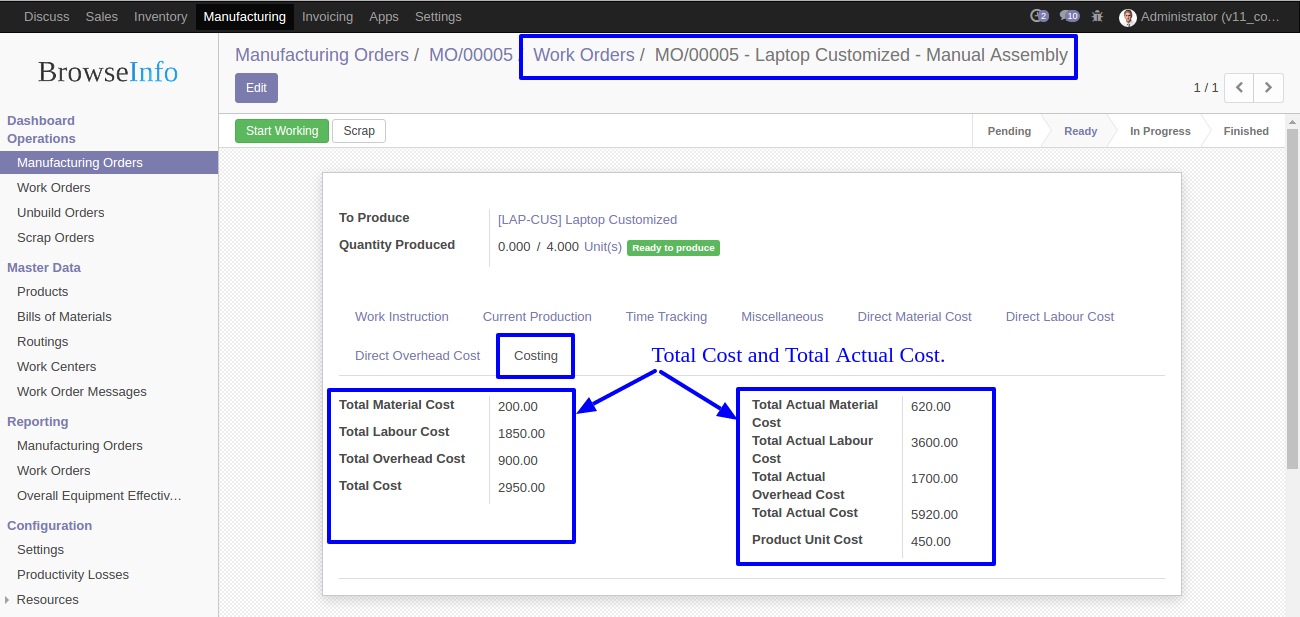 Discuss Sales Inventory Manufacturing Invoicing Apps Settings 2 10 Administrator (v11_co...
BrowseInfo
Manufacturing Orders / MO/00005 / Work Orders / MO/00005 - Laptop Customized - Manual Assembly
Edit
1 / 1
Start Working Scrap
Pending Ready In Progress Finished
Dashboard
Operations
Manufacturing Orders
Work Orders
Unbuild Orders
Scrap Orders
Master Data
Products
Bills of Materials
Routings
Work Centers
Work Order Messages
Reporting
Manufacturing Orders
Work Orders
Overall Equipment Effectiv...
Configuration
Settings
Productivity Losses
Resources
To Produce [LAP-CUS] Laptop Customized
Quantity Produced 0.000 / 4.000 Unit(s) Ready to produce
Work Instruction Current Production Time Tracking Miscellaneous Direct Material Cost Direct Labour Cost
Direct Overhead Cost Costing
Total Cost and Total Actual Cost.
Total Material Cost 200.00
Total Labour Cost 1850.00
Total Overhead Cost 900.00
Total Cost 2950.00
Total Actual Material 620.00
Cost
Total Actual Labour 3600.00
Cost
Total Actual 1700.00
Overhead Cost
Total Actual Cost 5920.00
Product Unit Cost 450.00